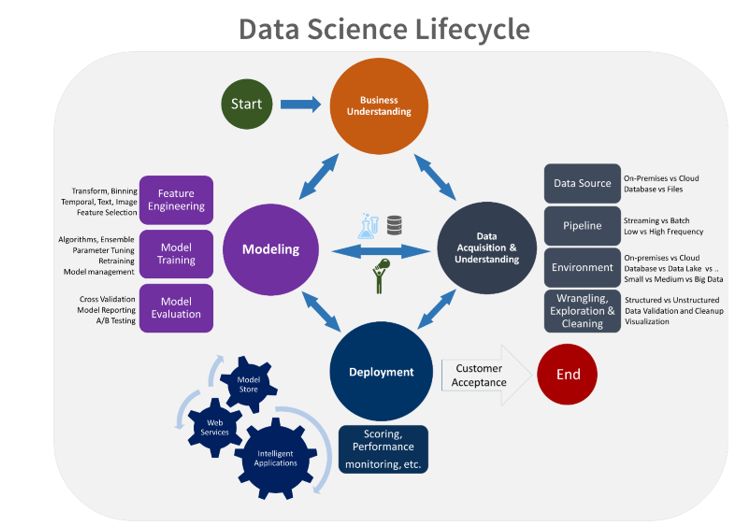 Data Science Lifecycle
Start
Business
Understanding
Transform, Binning
Temporal, Text, Image
Feature Selection
Feature
Engineering
Algorithms, Ensemble
Parameter Tuning
Retraining
Model management
Model
Training
Cross Validation
Model Reporting
A/B Testing
Model
Evaluation
Modeling
Data
Acquisition &
Understanding
Data Source
On-Premises vs Cloud
Database vs Files
Pipeline
Streaming vs Batch
Low vs High Frequency
Environment
On-premises vs Cloud
Database vs Data Lake vs ..
Small vs Medium vs Big Data
Wrangling,
Exploration &
Cleaning
Structured vs Unstructured
Data Validation and Cleanup
Visualization
Deployment
Customer
Acceptance
End
Scoring,
Performance
monitoring, etc.
Model
Store
Web
Services
Intelligent
Applications